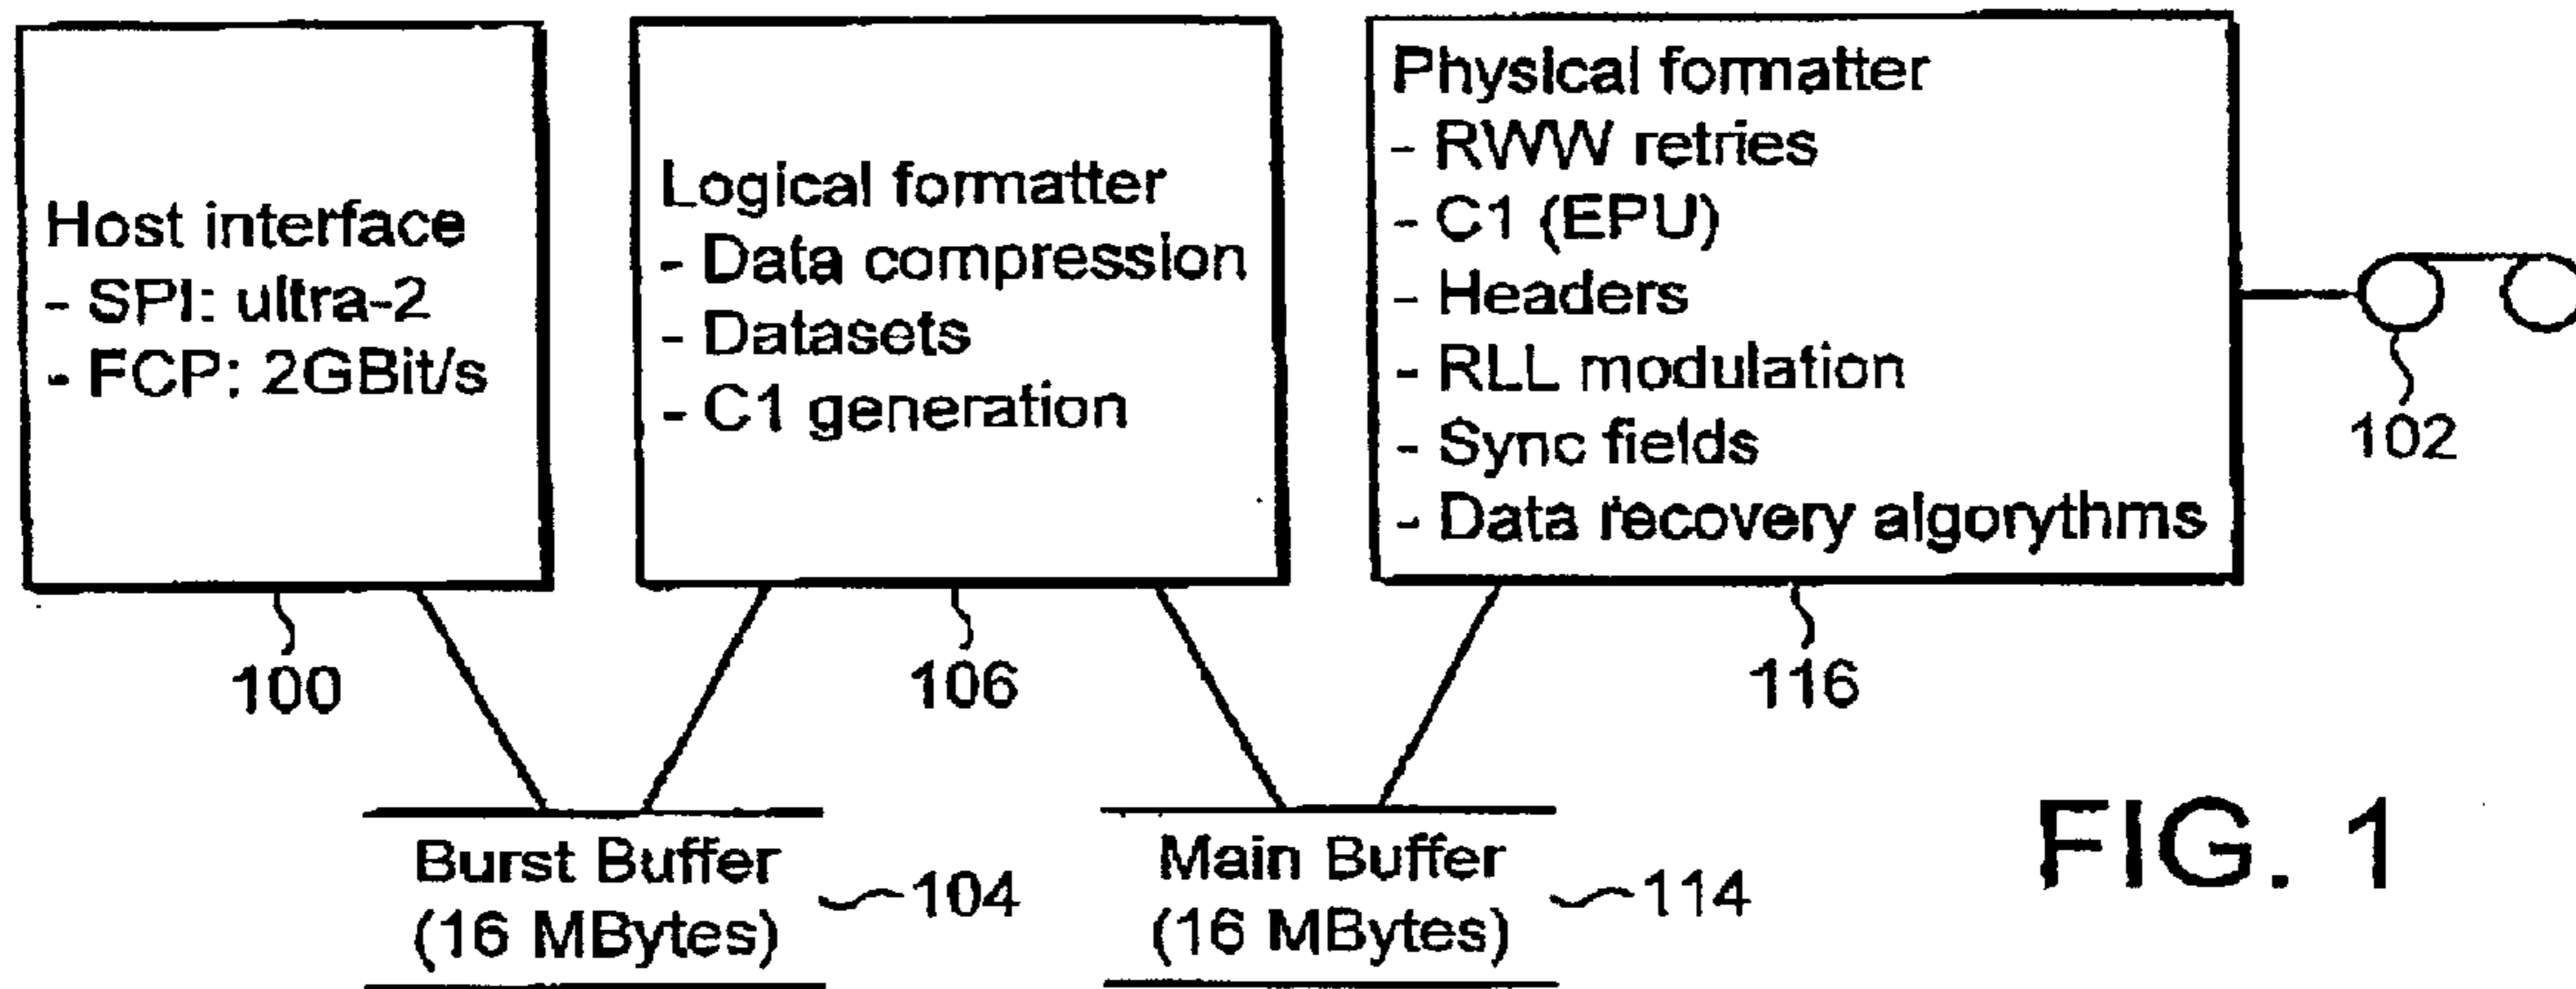 Host interface
- SPI: ultra-2
- FCP: 2GBit/s
100
Logical formatter
- Data compression
- Datasets
- C1 generation
106
Physical formatter
- RWW retries
- C1 (EPU)
- Headers
- RLL modulation
- Sync fields
- Data recovery algorythms
116
102
Burst Buffer
(16 MBytes)
104
Main Buffer
(16 MBytes)
114
FIG. 1